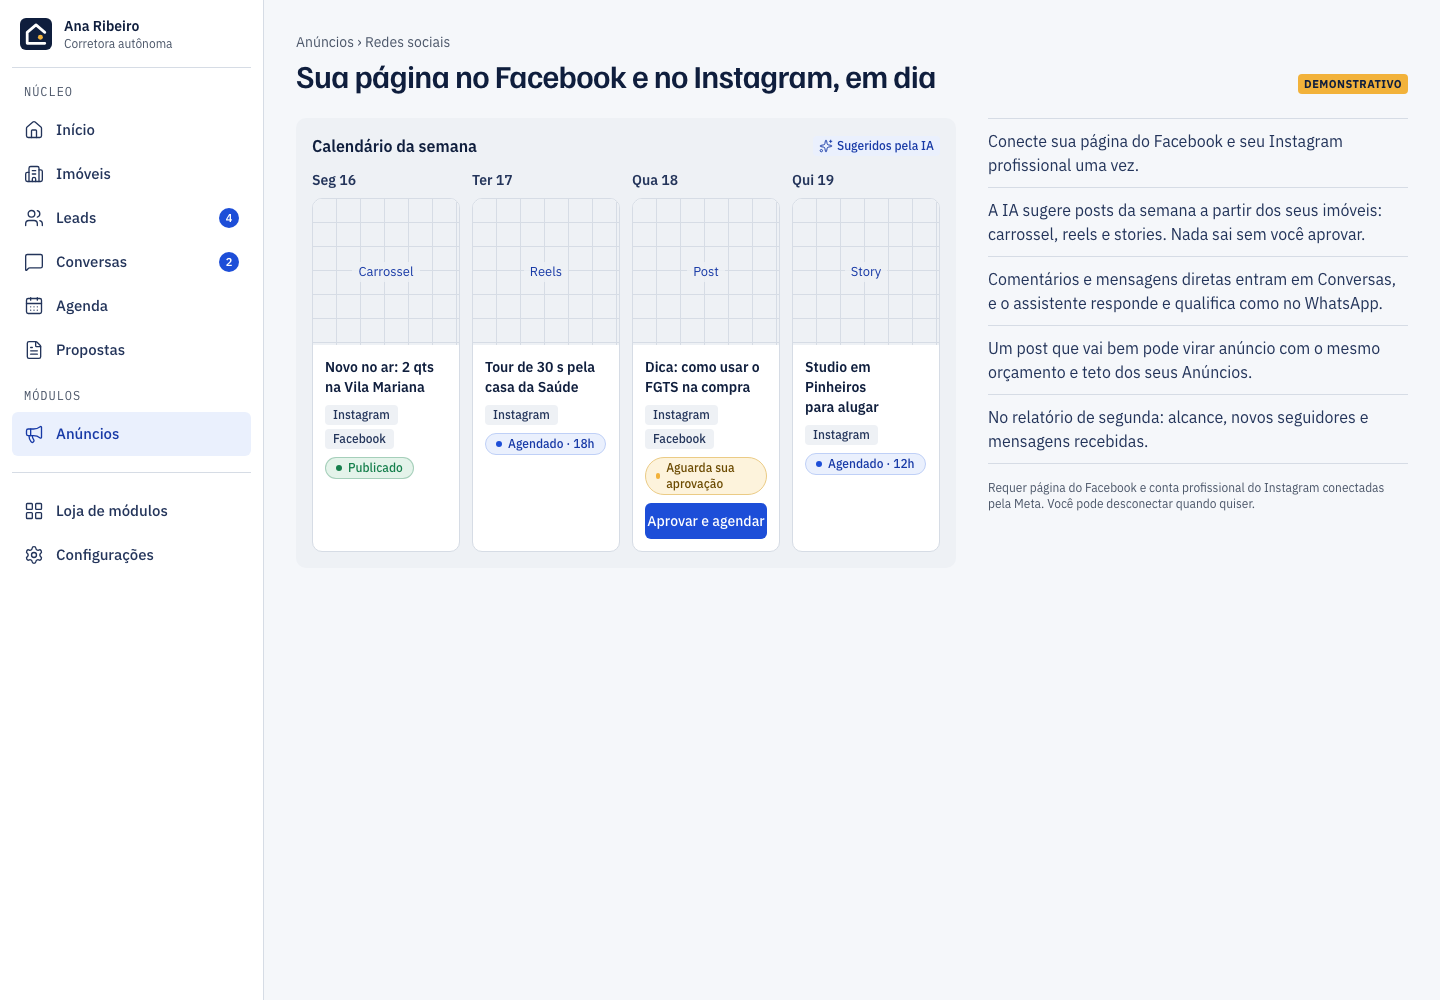 Ana Ribeiro
Corretora autônoma
NÚCLEO
Início
Imóveis
Leads
4
Conversas
2
Agenda
Propostas
MÓDULOS
Anúncios
Loja de módulos
Configurações
Anúncios › Redes sociais
Sua página no Facebook e no Instagram, em dia
DEMONSTRATIVO
Calendário da semana
Sugeridos pela IA
Seg 16
Carrossel
Novo no ar: 2 qts
na Vila Mariana
Instagram
Facebook
Publicado
Ter 17
Reels
Tour de 30 s pela
casa da Saúde
Instagram
Agendado · 18h
Qua 18
Post
Dica: como usar o
FGTS na compra
Instagram
Facebook
Aguarda sua
aprovação
Aprovar e agendar
Qui 19
Story
Studio em
Pinheiros
para alugar
Instagram
Agendado · 12h
Conecte sua página do Facebook e seu Instagram
profissional uma vez.
A IA sugere posts da semana a partir dos seus imóveis:
carrossel, reels e stories. Nada sai sem você aprovar.
Comentários e mensagens diretas entram em Conversas,
e o assistente responde e qualifica como no WhatsApp.
Um post que vai bem pode virar anúncio com o mesmo
orçamento e teto dos seus Anúncios.
No relatório de segunda: alcance, novos seguidores e
mensagens recebidas.
Requer página do Facebook e conta profissional do Instagram conectadas
pela Meta. Você pode desconectar quando quiser.